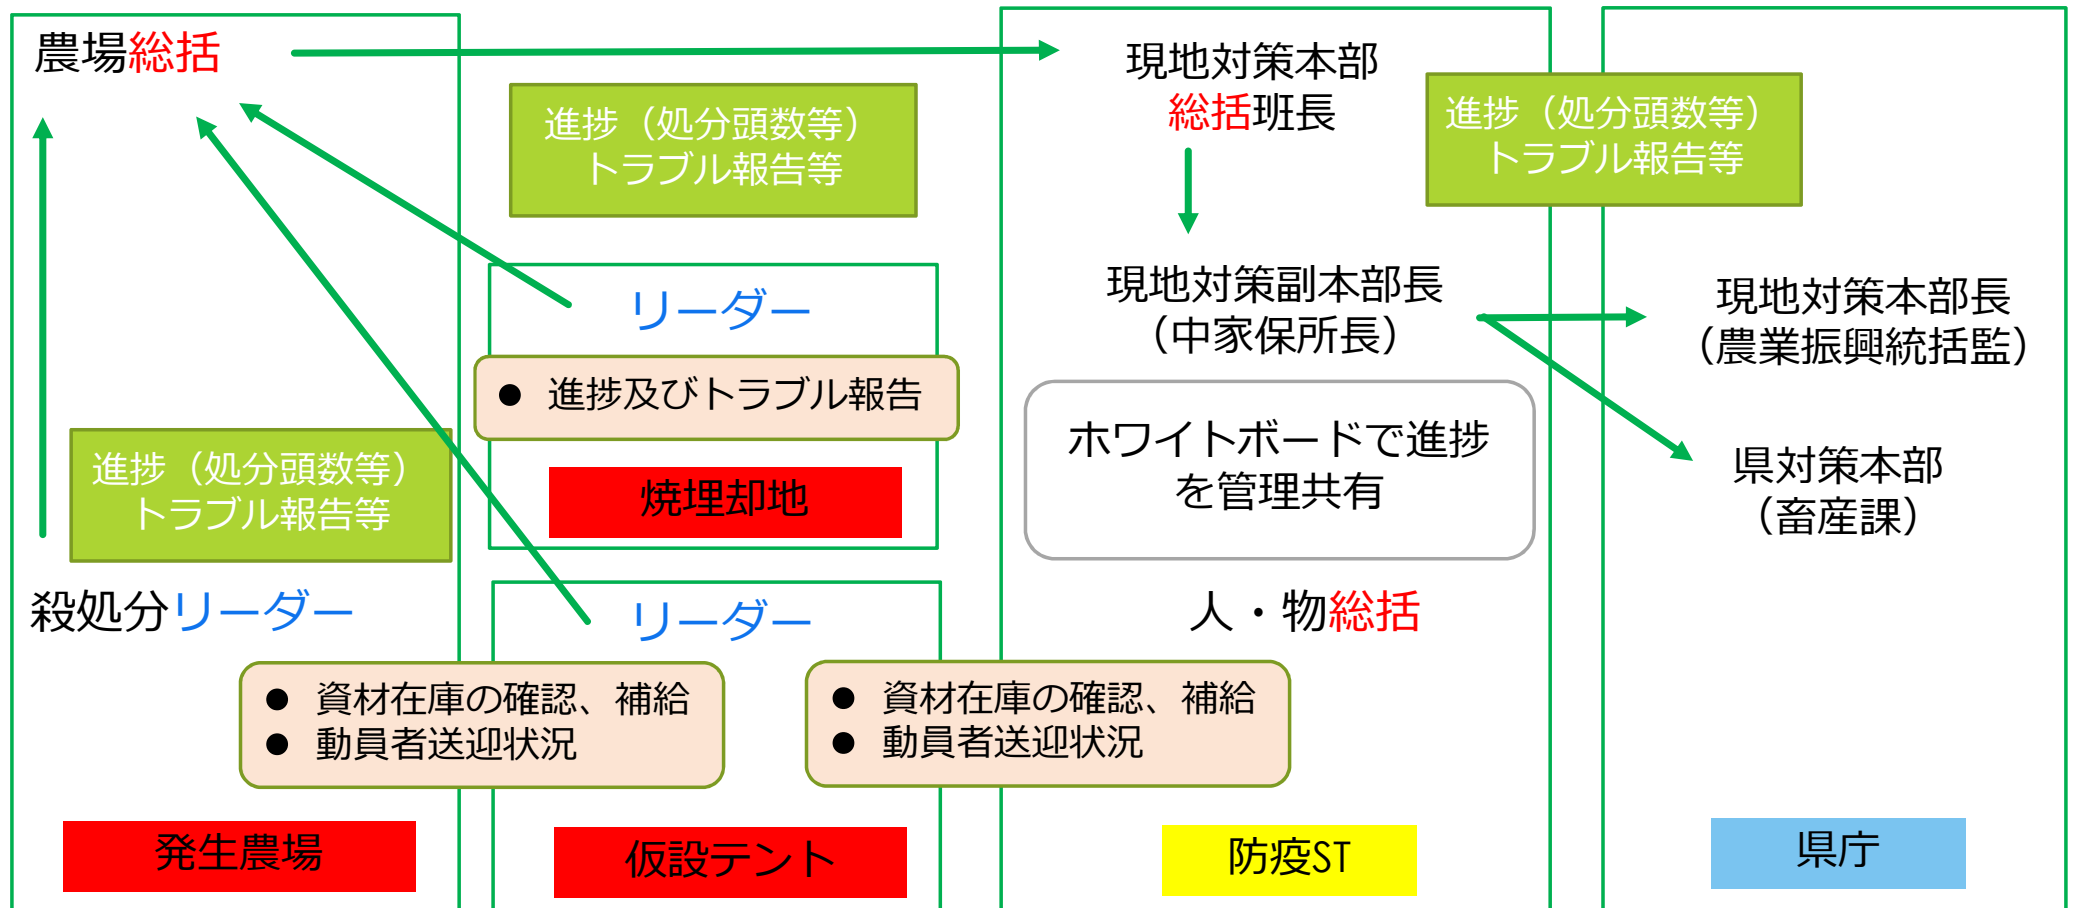 農場総括
進捗（処分頭数等）
トラブル報告等
殺処分リーダー
発生農場
進捗（処分頭数等）
トラブル報告等
リーダー
● 進捗及びトラブル報告
焼埋却地
リーダー
● 資材在庫の確認、補給
● 動員者送迎状況
仮設テント
● 資材在庫の確認、補給
● 動員者送迎状況
現地対策本部
総括班長
現地対策副本部長
（中家保所長）
ホワイトボードで進捗
を管理共有
人・物総括
防疫ST
進捗（処分頭数等）
トラブル報告等
現地対策本部長
（農業振興統括監）
県対策本部
（畜産課）
県庁